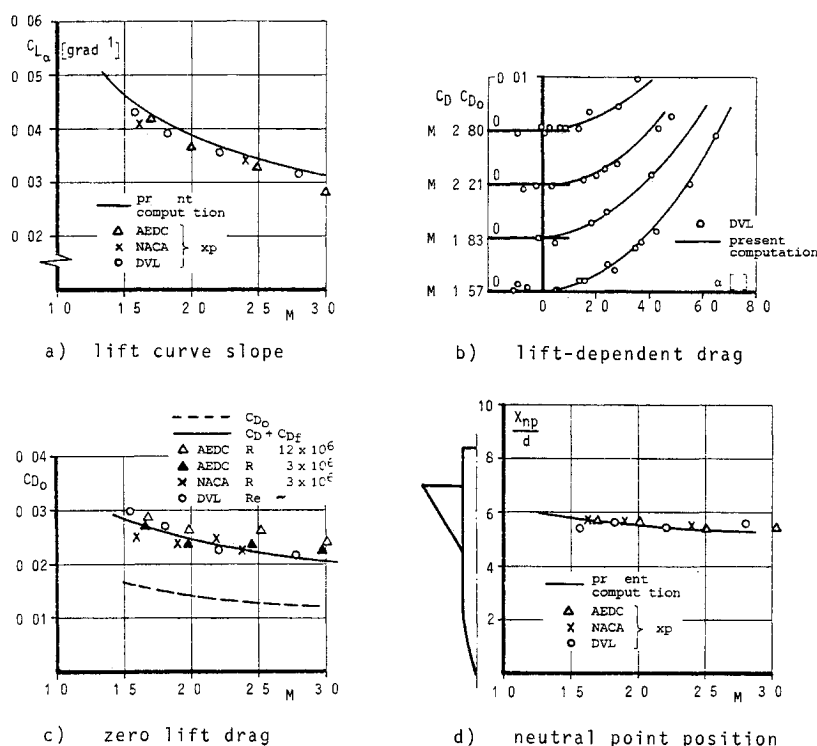 0 06
C_Lα [grad 1]
0 05
0 04
0 03
0 02
pr nt
comput tion
△ AEDC
× NACA } xp
○ DVL
1 0 1 5 2 0 2 5 3 0
M
a) lift curve slope
0 01
C_D C_Do
0
M 2 80
0
M 2 21
0
M 1 83
0
M 1 57
○ DVL
present
computation
α [ ]
0 2 0 4 0 6 0 8 0
b) lift-dependent drag
C_Do
C_D + C_Df
△ AEDC R 12 x 10⁶
▲ AEDC R 3 x 10⁶
× NACA R 3 x 10⁶
○ DVL Re ~
0 04
C_Do
0 03
0 02
0 01
1 0 1 5 2 0 2 5 3 0
M
c) zero lift drag
10
X_np
d
8
6
4
2
pr ent
comput tion
△ AEDC
× NACA } xp
○ DVL
1 0 1 5 2 0 2 5 3 0
M
d) neutral point position